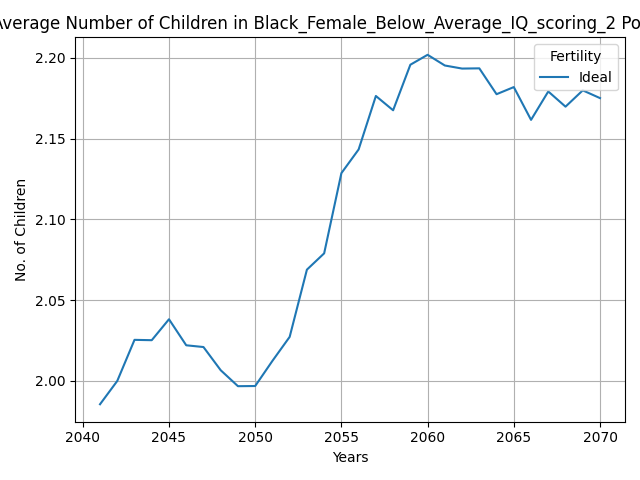 Average Number of Children in Black_Female_Below_Average_IQ_scoring_2 Po
Fertility
Ideal
2.20
2.15
2.10
2.05
2.00
No. of Children
2040 2045 2050 2055 2060 2065 2070
Years